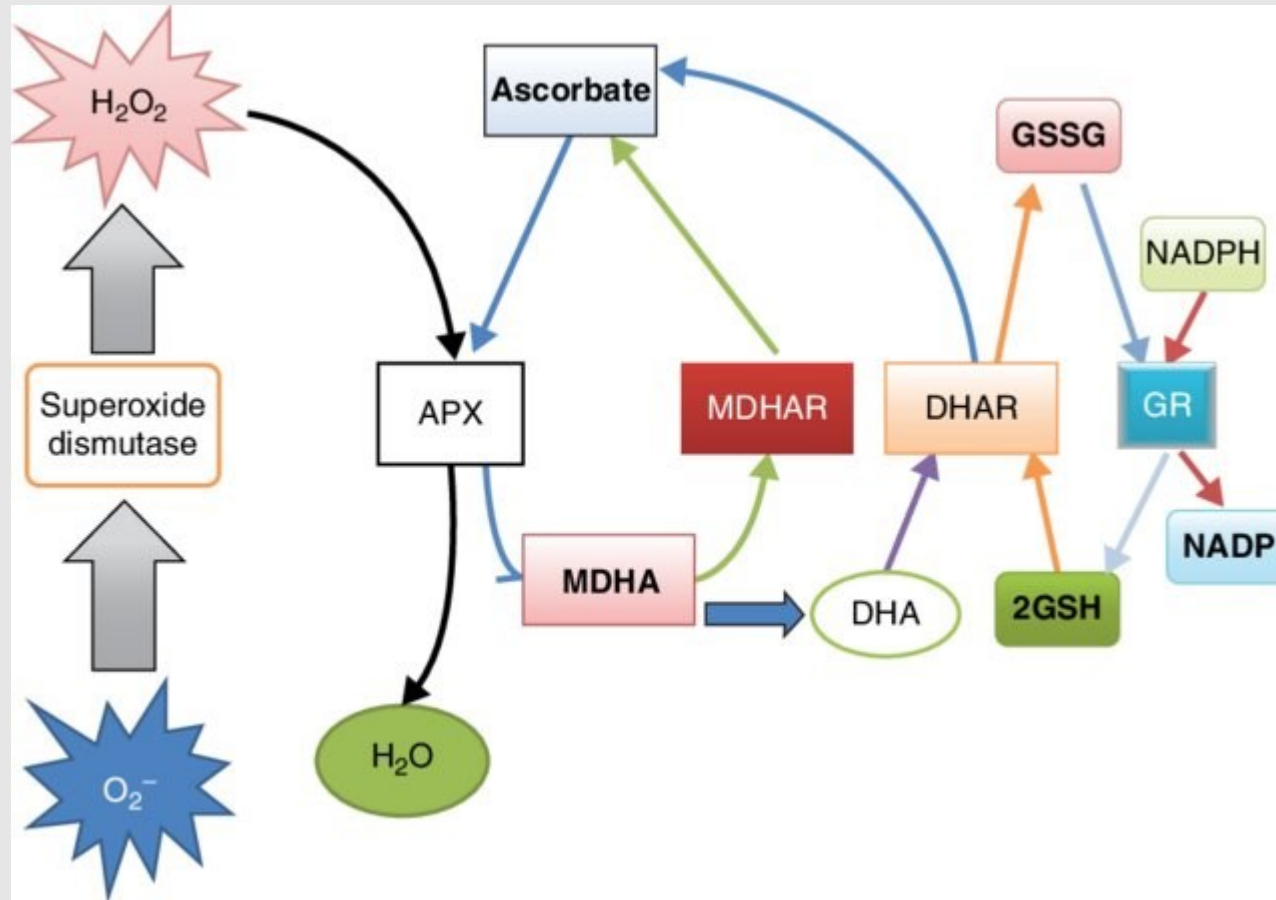 H₂O₂
Ascorbate
GSSG
NADPH
Superoxide
dismutase
APX
MDHAR
DHAR
GR
MDHA
DHA
2GSH
NADP
H₂O
O₂⁻